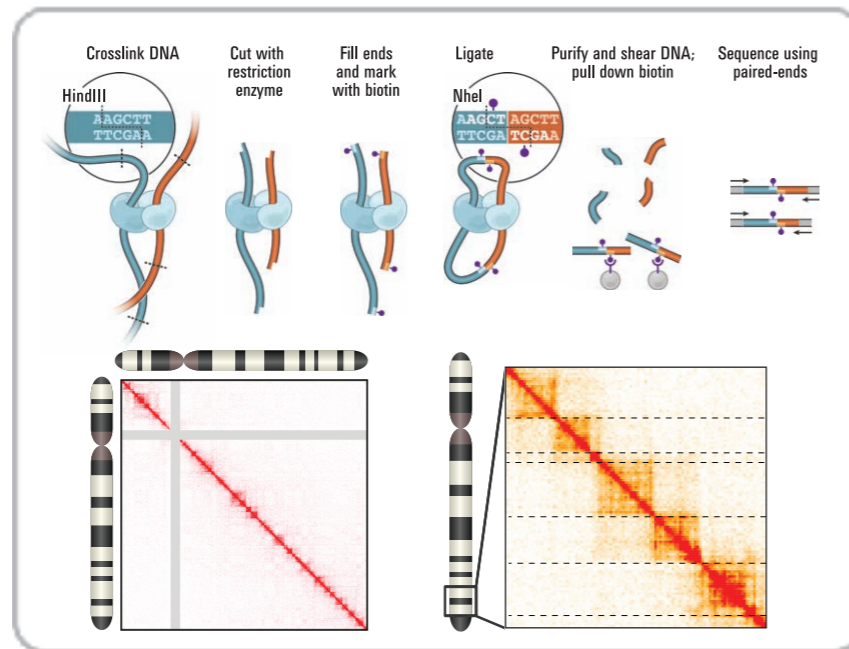 Crosslink DNA
Cut with
restriction
enzyme
Fill ends
and mark
with biotin
Ligate
Purify and shear DNA;
pull down biotin
Sequence using
paired-ends
HindIII
AAGCTT
TTCGAA
NheI
AAGCT AGCTT
TTCGA TCGAA